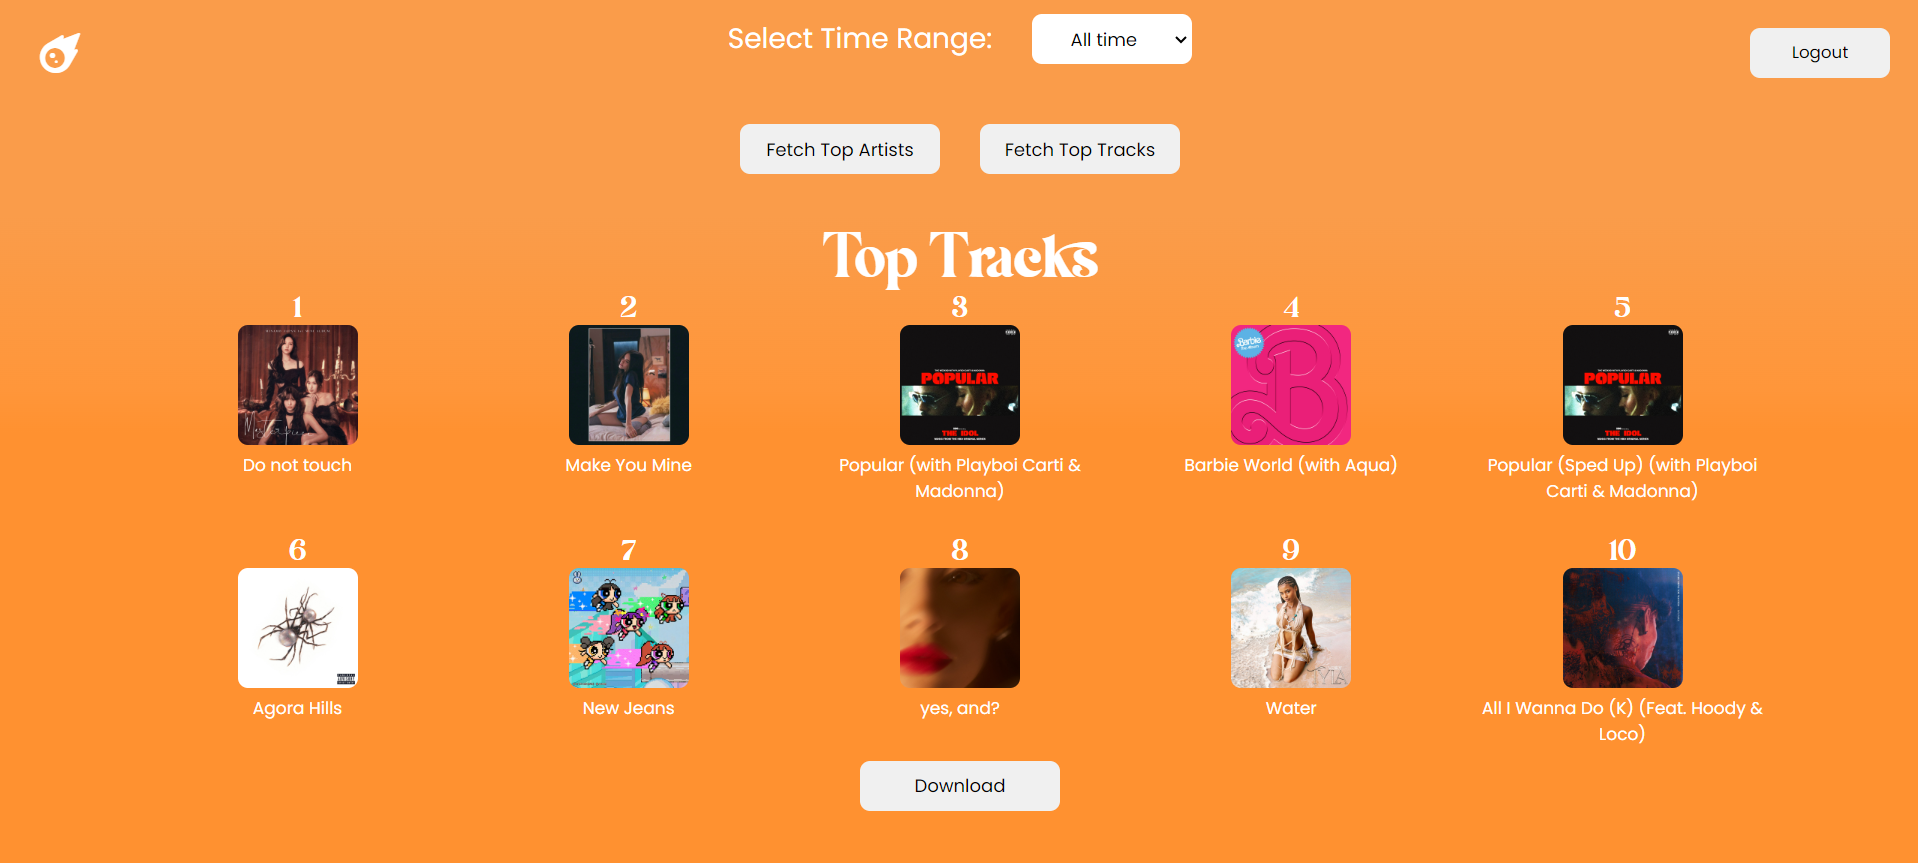 Select Time Range:
All time
Logout
Fetch Top Artists
Fetch Top Tracks
Top Tracks
1
2
3
4
5
POPULAR
THE IDOL
Barbie
POPULAR
THE IDOL
Do not touch
Make You Mine
Popular (with Playboi Carti &
Madonna)
Barbie World (with Aqua)
Popular (Sped Up) (with Playboi
Carti & Madonna)
6
7
8
9
10
TYLA
Agora Hills
New Jeans
yes, and?
Water
All I Wanna Do (K) (Feat. Hoody &
Loco)
Download